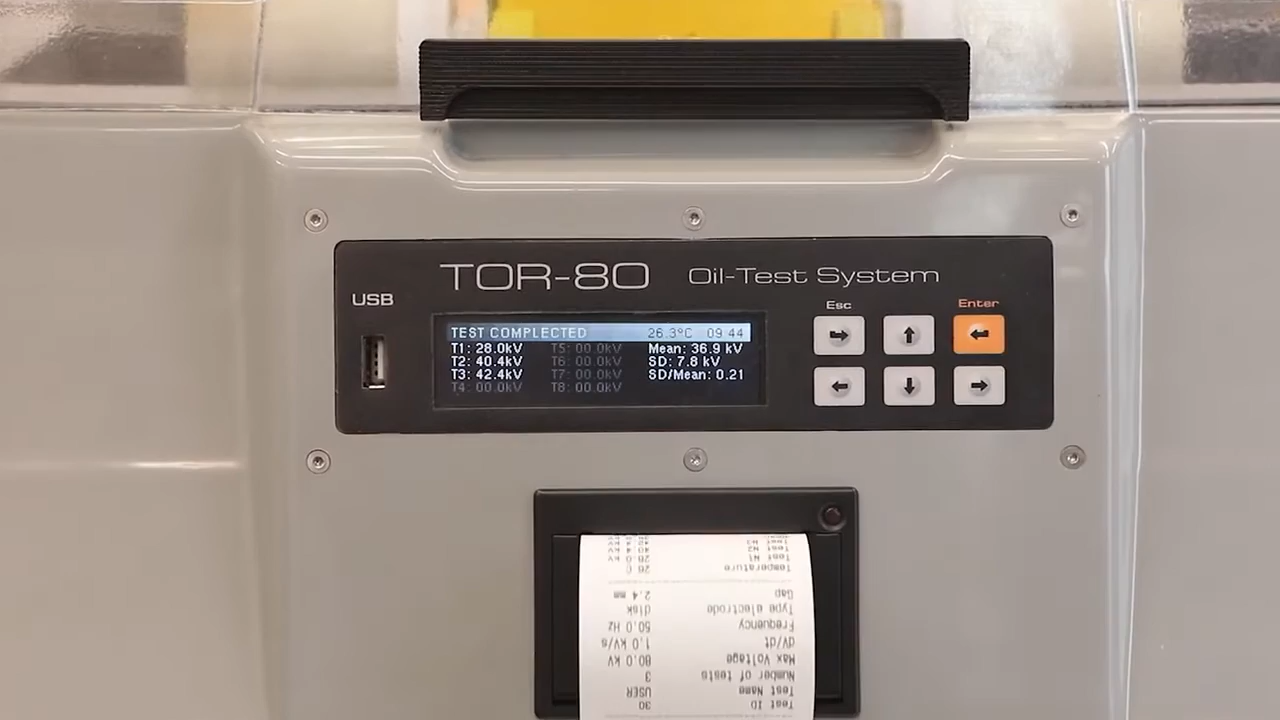 TOR-80 Oil-Test System
USB
Esc
Enter
TEST COMPLECTED 26.3°C 09 44
T1: 28.0kV T5: 00.0kV Mean: 36.9 kV
T2: 40.4kV T6: 00.0kV SD: 7.8 kV
T3: 42.4kV T7: 00.0kV SD/Mean: 0.21
T4: 00.0kV T8: 00.0kV
Test ID 30
Test Name USER
Number of tests 3
Max Voltage 80.0 kV
dV/dt 1.0 kV/s
Frequency 50.0 Hz
Type electrode disk
Gap 2.4 mm
Temperature 26 C
Test N1 28.0 kV
Test N2 40.4 kV
Test N3